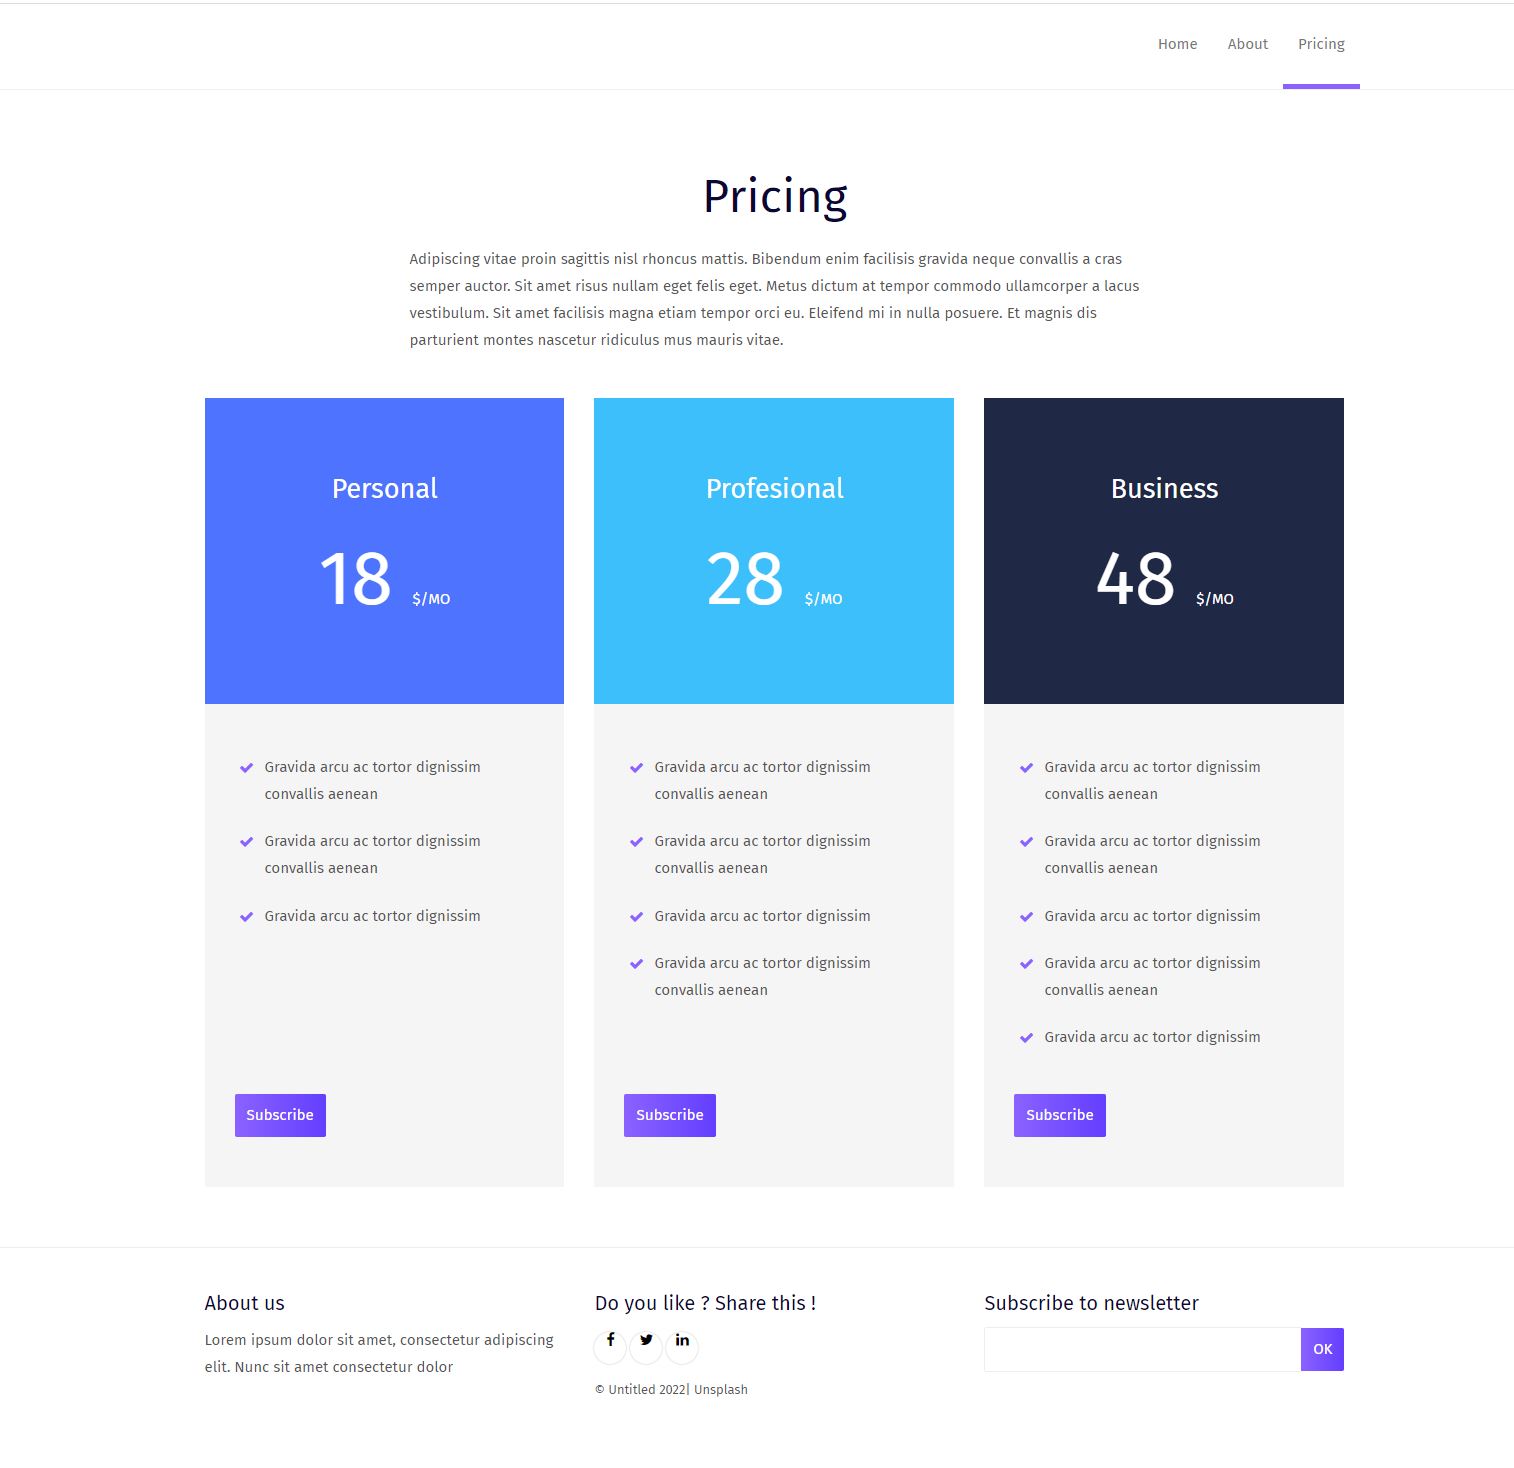 Home About Pricing
Pricing
Adipiscing vitae proin sagittis nisl rhoncus mattis. Bibendum enim facilisis gravida neque convallis a cras
semper auctor. Sit amet risus nullam eget felis eget. Metus dictum at tempor commodo ullamcorper a lacus
vestibulum. Sit amet facilisis magna etiam tempor orci eu. Eleifend mi in nulla posuere. Et magnis dis
parturient montes nascetur ridiculus mus mauris vitae.
Personal
18 $/MO
Gravida arcu ac tortor dignissim
convallis aenean
Gravida arcu ac tortor dignissim
convallis aenean
Gravida arcu ac tortor dignissim
Subscribe
Profesional
28 $/MO
Gravida arcu ac tortor dignissim
convallis aenean
Gravida arcu ac tortor dignissim
convallis aenean
Gravida arcu ac tortor dignissim
Gravida arcu ac tortor dignissim
convallis aenean
Subscribe
Business
48 $/MO
Gravida arcu ac tortor dignissim
convallis aenean
Gravida arcu ac tortor dignissim
convallis aenean
Gravida arcu ac tortor dignissim
Gravida arcu ac tortor dignissim
convallis aenean
Gravida arcu ac tortor dignissim
Subscribe
About us
Lorem ipsum dolor sit amet, consectetur adipiscing
elit. Nunc sit amet consectetur dolor
Do you like ? Share this !
© Untitled 2022| Unsplash
Subscribe to newsletter
OK